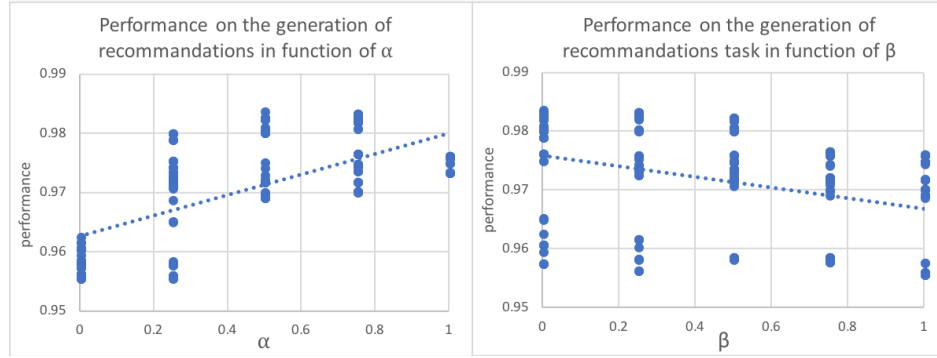 Performance on the generation of
recommandations in function of α
performance
0.99
0.98
0.97
0.96
0.95
0
0.2
0.4
0.6
0.8
1
α
Performance on the generation of
recommandations task in function of β
performance
0.99
0.98
0.97
0.96
0.95
0
0.2
0.4
0.6
0.8
1
β